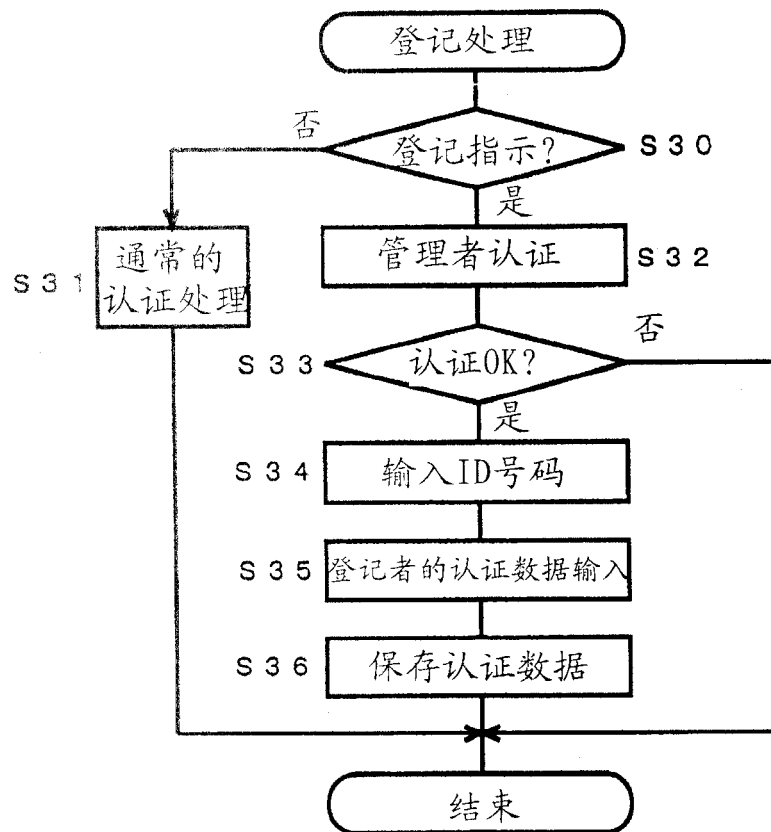 登记处理
否
登记指示?
S30
是
通常的
认证处理
S31
管理者认证
S32
否
S33
认证OK?
是
S34
输入ID号码
S35
登记者的认证数据输入
S36
保存认证数据
结束